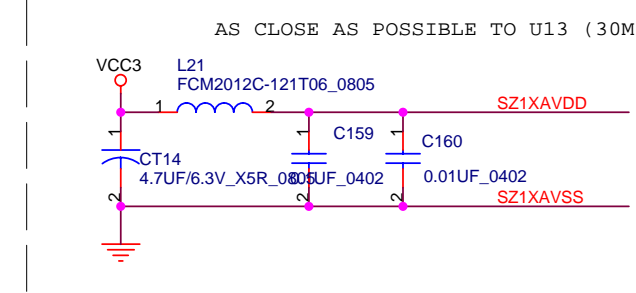 AS CLOSE AS POSSIBLE TO U13 (30M
VCC3
L21
FCM2012C-121T06_0805
1
2
SZ1XAVDD
1
1
1
C159
C160
CT14
4.7UF/6.3V_X5R_0805
UF_0402
0.01UF_0402
2
2
2
SZ1XAVSS